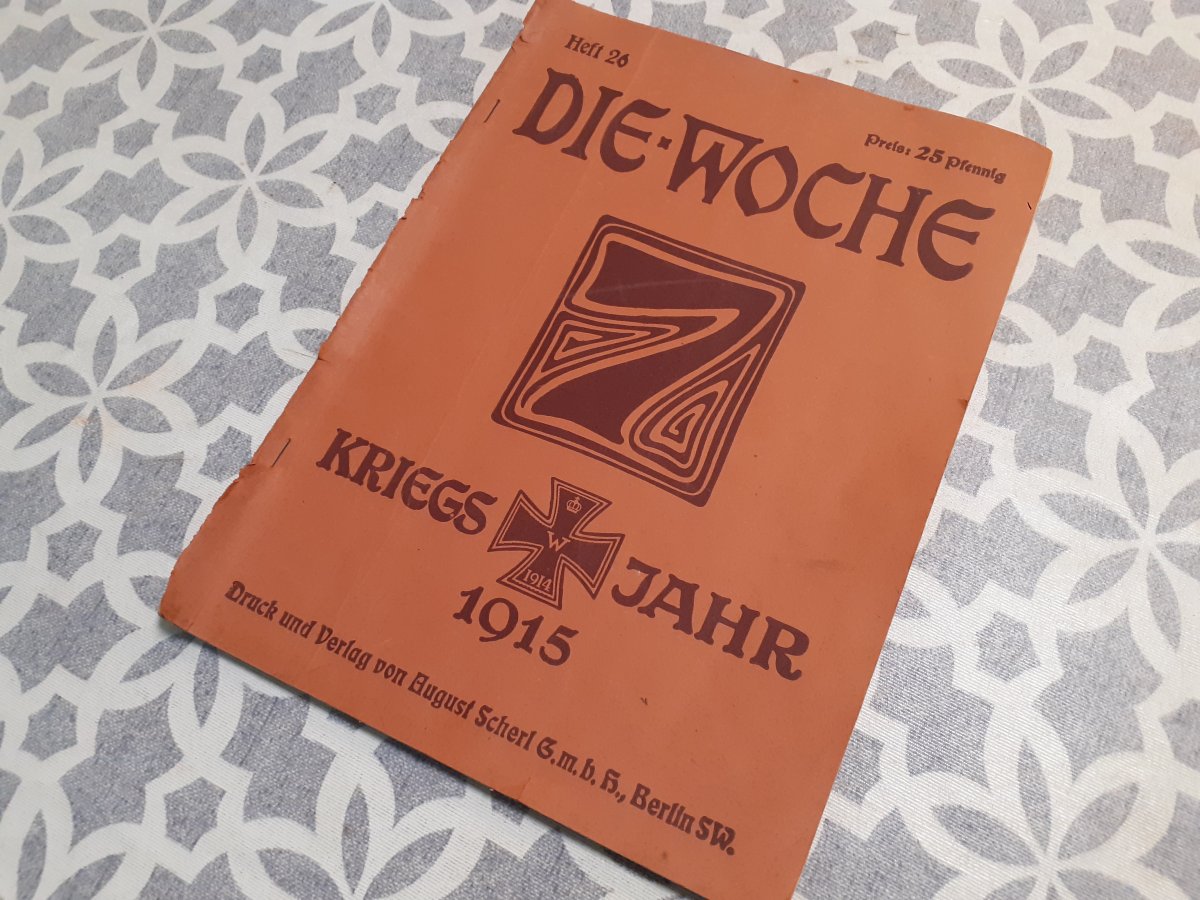 Heft 26
Preis: 25 Pfennig
DIE-WOCHE
7
KRIEGS JAHR
W
1914
1915
Druck und Verlag von August Scherl G.m.b.H., Berlin SW.